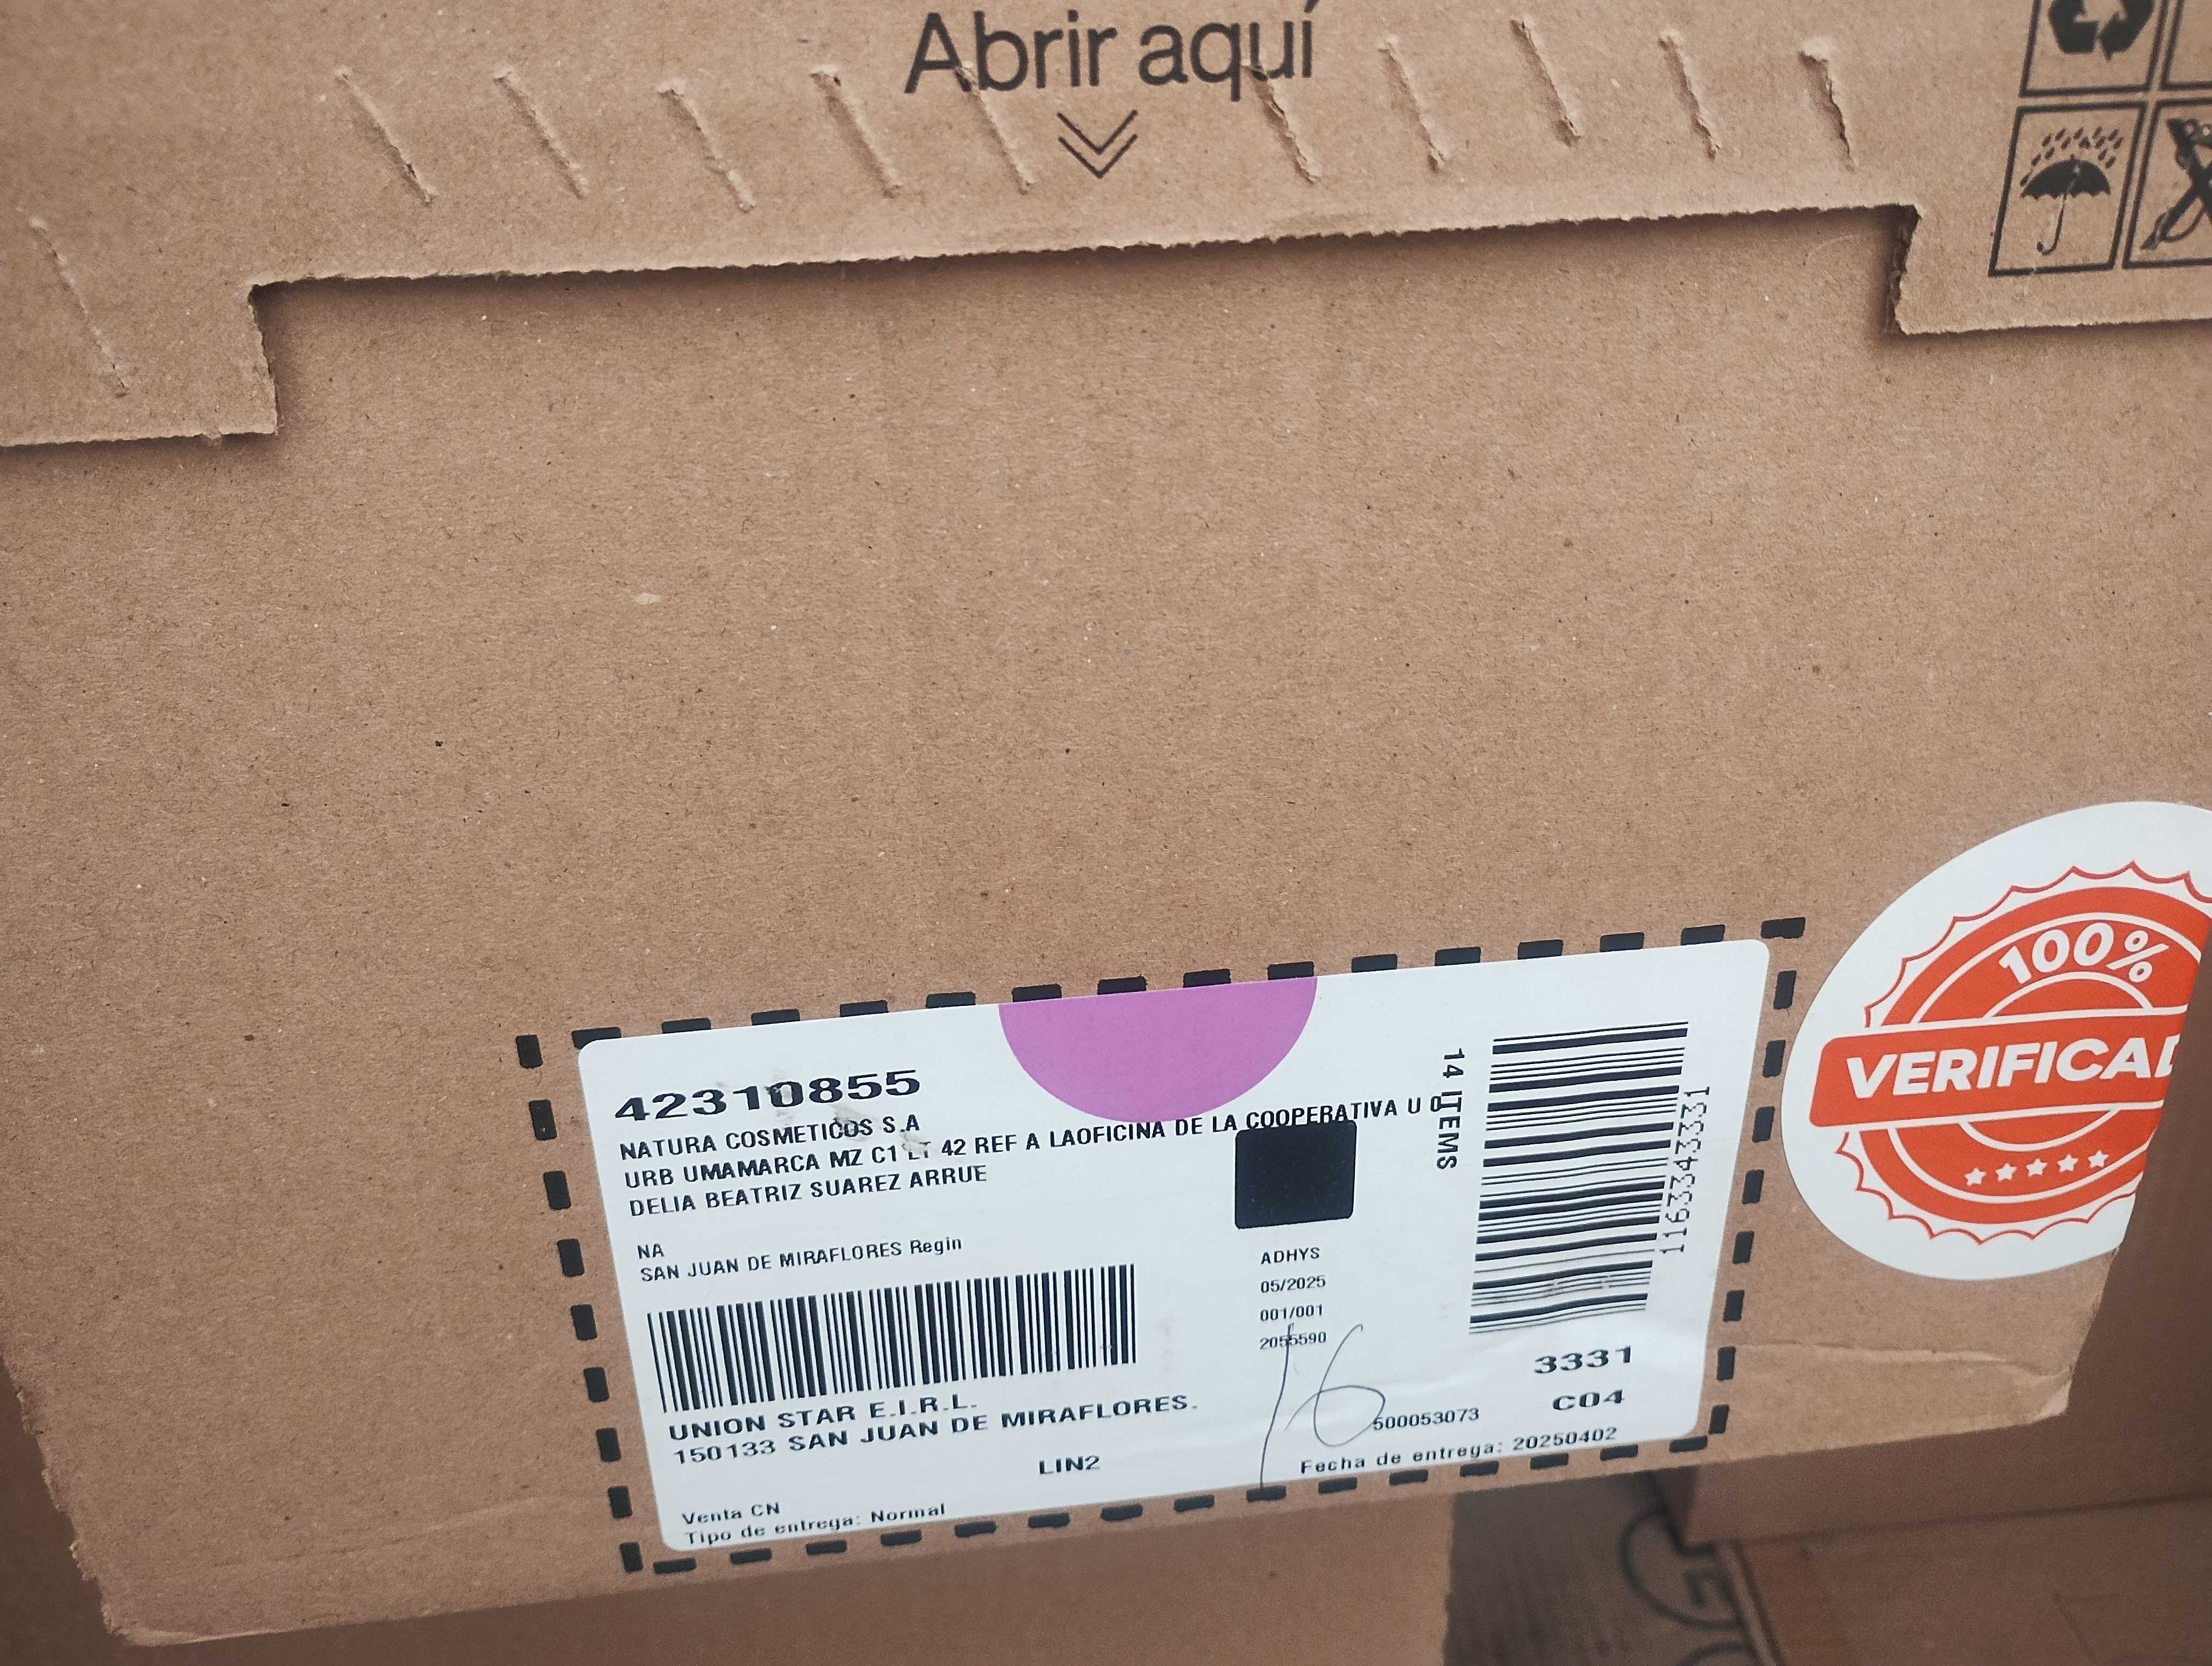 Abrir aquí
100%
42310855
NATURA COSMETICOS S.A
URB UMAMARCA MZ C1 LT 42 REF A LAOFICINA DE LA COOPERATIVA U
DELIA BEATRIZ SUAREZ ARRUE
NA
SAN JUAN DE MIRAFLORES Regin
14 ITEMS
1163343331
ADHYS
05/2025
001/001
2055590
16
UNION STAR E.I.R.L.
150133 SAN JUAN DE MIRAFLORES.
LIN2
3331
C04
500053073
Fecha de entrega: 20250402
Venta CN
Tipo de entrega: Normal